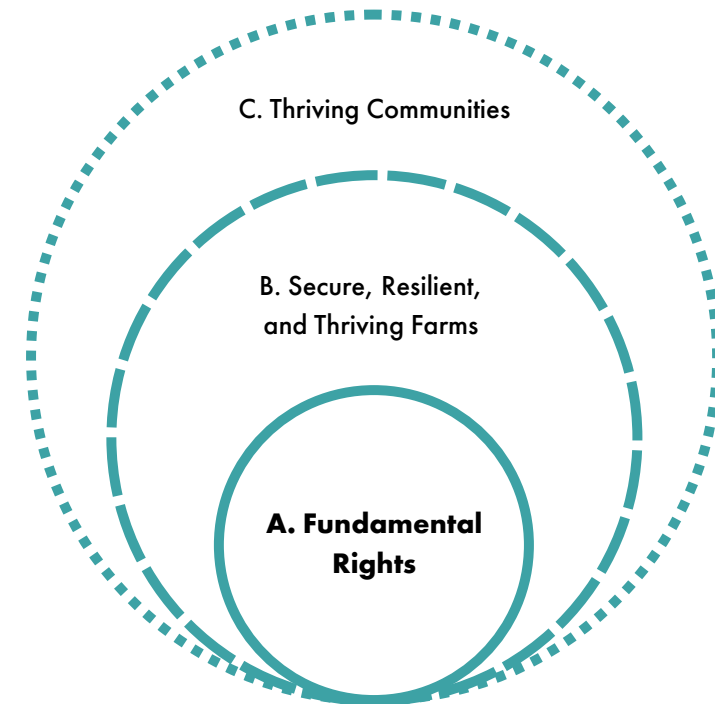 C. Thriving Communities
B. Secure, Resilient,
and Thriving Farms
A. Fundamental
Rights